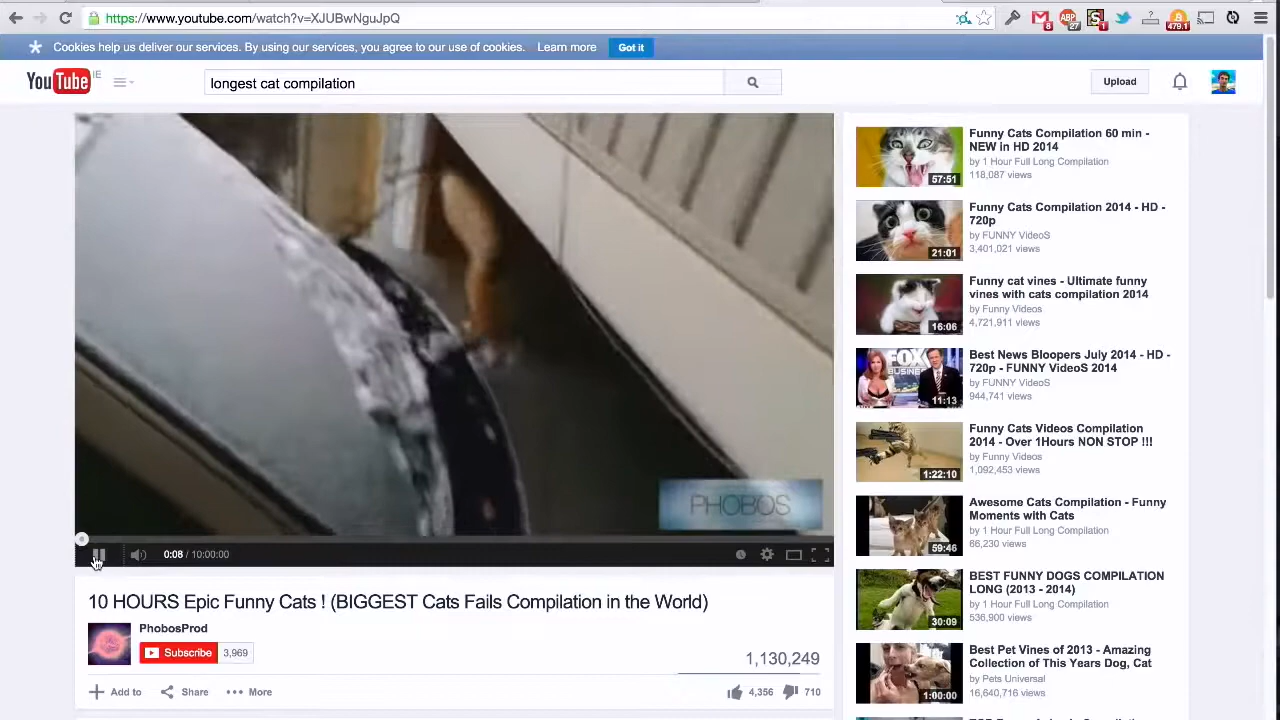 https://www.youtube.com/watch?v=XJUBwNguJpQ
8
27
1
479.1
Cookies help us deliver our services. By using our services, you agree to our use of cookies. Learn more Got it
YouTube IE
longest cat compilation
Upload
PHOBOS
0:08 / 10:00:00
10 HOURS Epic Funny Cats ! (BIGGEST Cats Fails Compilation in the World)
PhobosProd
Subscribe 3,969
1,130,249
Add to Share More 4,356 710
Funny Cats Compilation 60 min -
NEW in HD 2014
by 1 Hour Full Long Compilation
118,087 views
57:51
Funny Cats Compilation 2014 - HD -
720p
by FUNNY VideoS
3,401,021 views
21:01
Funny cat vines - Ultimate funny
vines with cats compilation 2014
by Funny Videos
4,721,911 views
16:06
Best News Bloopers July 2014 - HD -
720p - FUNNY VideoS 2014
by FUNNY VideoS
944,741 views
FOX
BUSINESS
11:13
Funny Cats Videos Compilation
2014 - Over 1Hours NON STOP !!!
by Funny Videos
1,092,453 views
1:22:10
Awesome Cats Compilation - Funny
Moments with Cats
by 1 Hour Full Long Compilation
66,230 views
59:46
BEST FUNNY DOGS COMPILATION
LONG (2013 - 2014)
by 1 Hour Full Long Compilation
536,900 views
30:09
Best Pet Vines of 2013 - Amazing
Collection of This Years Dog, Cat
by Pets Universal
16,640,716 views
1:00:00